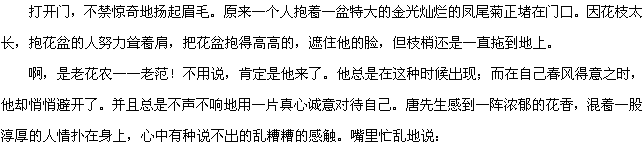 打开门，不禁惊奇地扬起眉毛。原来一个人抱着一盆特大的金光灿烂的凤尾菊正堵在门口。因花枝太
长，抱花盆的人努力耸着肩，把花盆抱得高高的，遮住他的脸，但枝梢还是一直拖到地上。
啊，是老花农一一老范！不用说，肯定是他来了。他总是在这种时候出现；而在自己春风得意之时，
他却悄悄避开了。并且总是不声不响地用一片真心诚意对待自己。唐先生感到一阵浓郁的花香，混着一股
淳厚的人情扑在身上，心中有种说不出的乱糟糟的感触。嘴里忙乱地说：